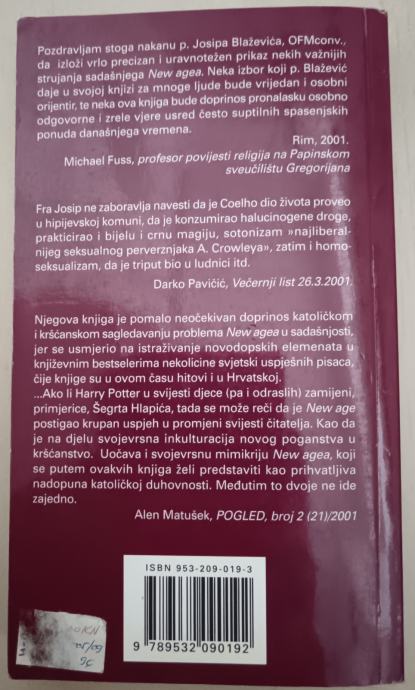 Pozdravljam stoga nakanu p. Josipa Blaževića, OFMconv.,
da izloži vrlo precizan i uravnotežen prikaz nekih važnijih
strujanja sadašnjega New agea. Neka izbor koji p. Blažević
daje u svojoj knjizi za mnoge ljude bude vrijedan i osobni
orijentir, te neka ova knjiga bude doprinos pronalasku osobno
odgovorne i zrele vjere usred često suptilnih spasenjskih
ponuda današnjega vremena.
Rim, 2001.
Michael Fuss, profesor povijesti religija na Papinskom
sveučilištu Gregorijana
Fra Josip ne zaboravlja navesti da je Coelho dio života proveo
u hipijevskoj komuni, da je konzumirao halucinogene droge,
prakticirao i bijelu i crnu magiju, sotonizam »najliberal-
nijeg seksualnog perverznjaka A. Crowleya«, zatim i homo-
seksualizam, da je triput bio u ludnici itd.
Darko Pavičić, Večernji list 26.3.2001.
Njegova knjiga je pomalo neočekivan doprinos katoličkom
i kršćanskom sagledavanju problema New agea u sadašnjosti,
jer se usmjerio na istraživanje novodopskih elemenata u
književnim bestselerima nekolicine svjetski uspješnih pisaca,
čije knjige su u ovom času hitovi i u Hrvatskoj.
...Ako li Harry Potter u svijesti djece (pa i odraslih) zamijeni,
primjerice, Šegrta Hlapića, tada se može reći da je New age
postigao krupan uspjeh u promjeni svijesti čitatelja. Kao da
je na djelu svojevrsna inkulturacija novog poganstva u
kršćanstvo. Uočava i svojevrsnu mimikriju New agea, koji
se putem ovakvih knjiga želi predstaviti kao prihvatljiva
nadopuna katoličkoj duhovnosti. Međutim to dvoje ne ide
zajedno.
Alen Matušek, POGLED, broj 2 (21)/2001
ISBN 953-209-019-3
9 789532 090192